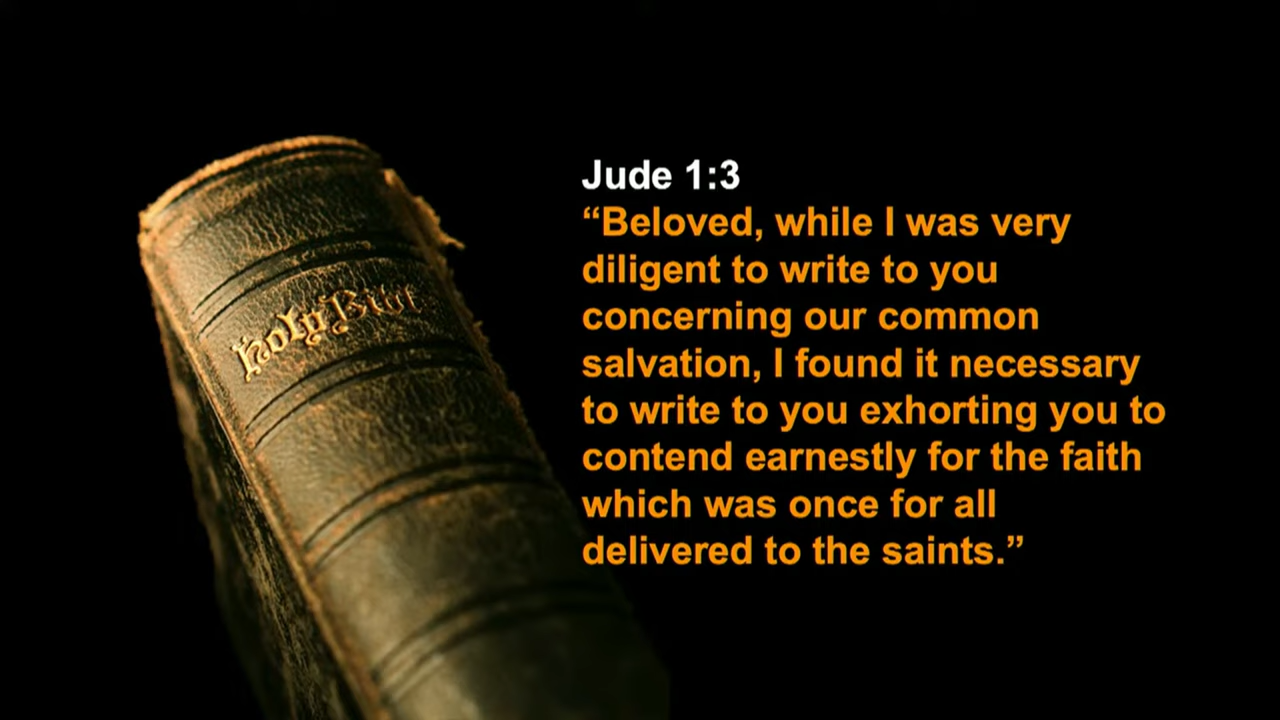 Holy Bible
Jude 1:3
“Beloved, while I was very
diligent to write to you
concerning our common
salvation, I found it necessary
to write to you exhorting you to
contend earnestly for the faith
which was once for all
delivered to the saints.”